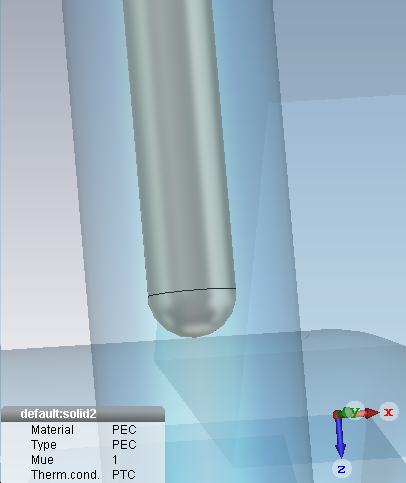 default:solid2
Material PEC
Type PEC
Mue 1
Therm.cond. PTC
y x
z